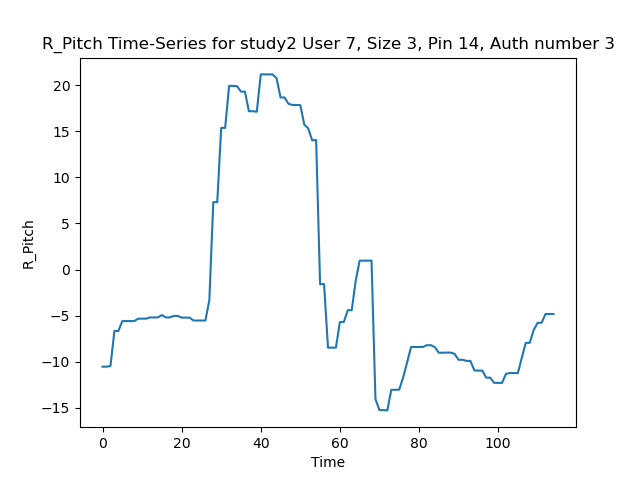 R_Pitch Time-Series for study2 User 7, Size 3, Pin 14, Auth number 3
20
15
10
5
0
−5
−10
−15
R_Pitch
0 20 40 60 80 100
Time